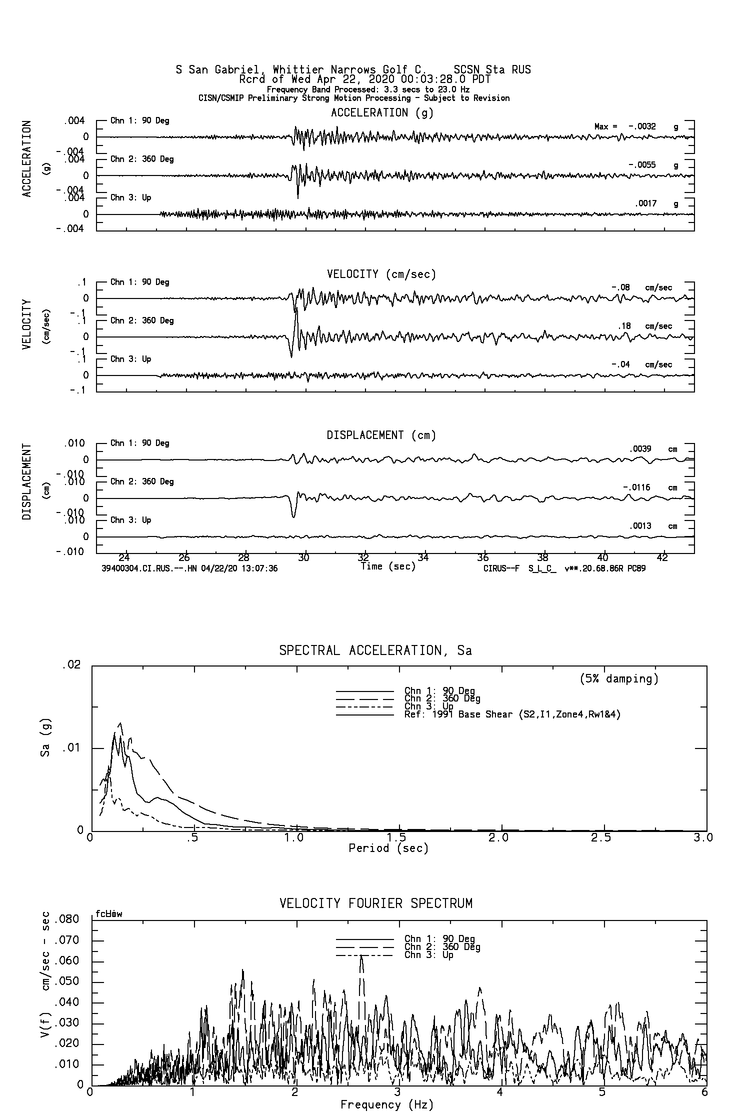 S San Gabriel, Whittier Narrows Golf C. SCSN Sta RUS
Rcrd of Wed Apr 22, 2020 00:03:28.0 PDT
Frequency Band Processed: 3.3 secs to 23.0 Hz
CISN/CSMIP Preliminary Strong Motion Processing - Subject to Revision
ACCELERATION (g)
ACCELERATION
(g)
.004
0
-.004
Chn 1: 90 Deg
Max = -.0032 g
.004
0
-.004
Chn 2: 360 Deg
-.0055 g
.004
0
-.004
Chn 3: Up
.0017 g
VELOCITY (cm/sec)
VELOCITY
(cm/sec)
.1
0
-.1
Chn 1: 90 Deg
-.08 cm/sec
.1
0
-.1
Chn 2: 360 Deg
.18 cm/sec
.1
0
-.1
Chn 3: Up
-.04 cm/sec
DISPLACEMENT (cm)
DISPLACEMENT
(cm)
.010
0
-.010
Chn 1: 90 Deg
.0039 cm
.010
0
-.010
Chn 2: 360 Deg
-.0116 cm
.010
0
-.010
Chn 3: Up
.0013 cm
24 26 28 30 32 34 36 38 40 42
Time (sec)
39400304.CI.RUS.--.HN 04/22/20 13:07:36
CIRUS--F S_L_C_ v**.20.68.86R PC89
SPECTRAL ACCELERATION, Sa
(5% damping)
Chn 1: 90 Deg
Chn 2: 360 Deg
Chn 3: Up
Ref: 1991 Base Shear (S2,I1,Zone4,Rw1&4)
Sa (g)
.02
.01
0
0 .5 1.0 1.5 2.0 2.5 3.0
Period (sec)
VELOCITY FOURIER SPECTRUM
Chn 1: 90 Deg
Chn 2: 360 Deg
Chn 3: Up
V(f) cm/sec - sec
.080
.070
.060
.050
.040
.030
.020
.010
0
0 1 2 3 4 5 6
Frequency (Hz)